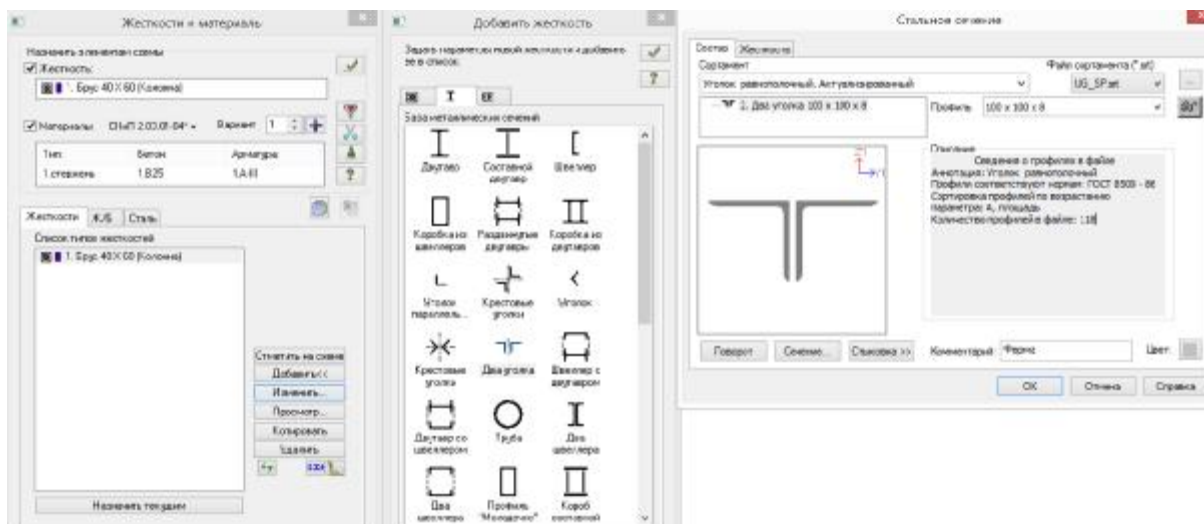 Жесткости и материалы
Назначить элементам схемы
Жесткость:
1. Брус 40 X 60 (Колонна)
Материалы
СНиП 2.03.01-84*
Вариант 1
Тип: Бетон Арматура
1.стержень 1.B25 1.A-III
Жесткости Ж/Б Сталь
Список типов жесткостей
1. Брус 40 X 60 (Колонна)
Отметить на схеме
Добавить<<
Изменить...
Просмотр...
Копировать
Удалить
Назначить текущим
Добавить жесткость
Задать параметры новой жесткости и добавить
ее в список
База металлических сечений
Двутавр Составной двутавр Швеллер
Коробка из швеллеров Раздвинутые двутавры Коробка из двутавров
Уголок параллель... Крестовые уголки Уголок
Крестовые уголки Два уголка Швеллер с двутавром
Двутавр со швеллером Труба Два швеллера
Два швеллера Профиль "Молодечно" Короб составной
Стальное сечение
Состав Жесткости
Сортамент
Файл сортамента (*.srt)
Уголок равнополочный. Актуализированный
UG_SP.srt
2. Два уголка 100 x 100 x 8
Профиль 100 x 100 x 8
Описание
Сведения о профилях в файле
Аннотация: Уголок равнополочный
Профили соответствуют нормам: ГОСТ 8509 - 86
Сортировка профилей по возрастанию
параметра: A, площадь
Количество профилей в файле: 118
Поворот
Сечение...
Стыковка >>
Комментарий Ферма
Цвет:
OK
Отмена
Справка